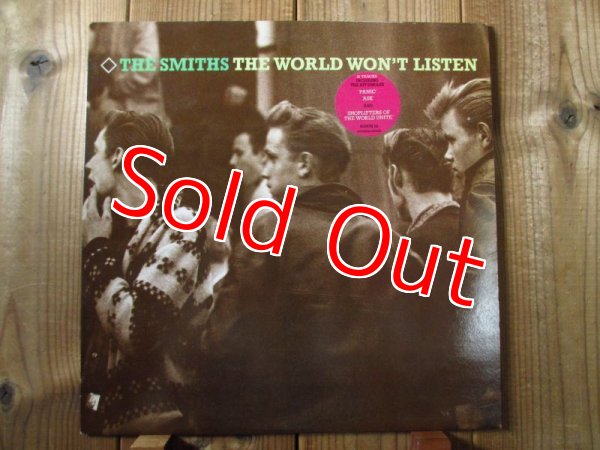 THE SMITHS THE WORLD WON'T LISTEN
PANIC
ASK
SHOPLIFTERS OF
THE WORLD UNITE
Sold Out